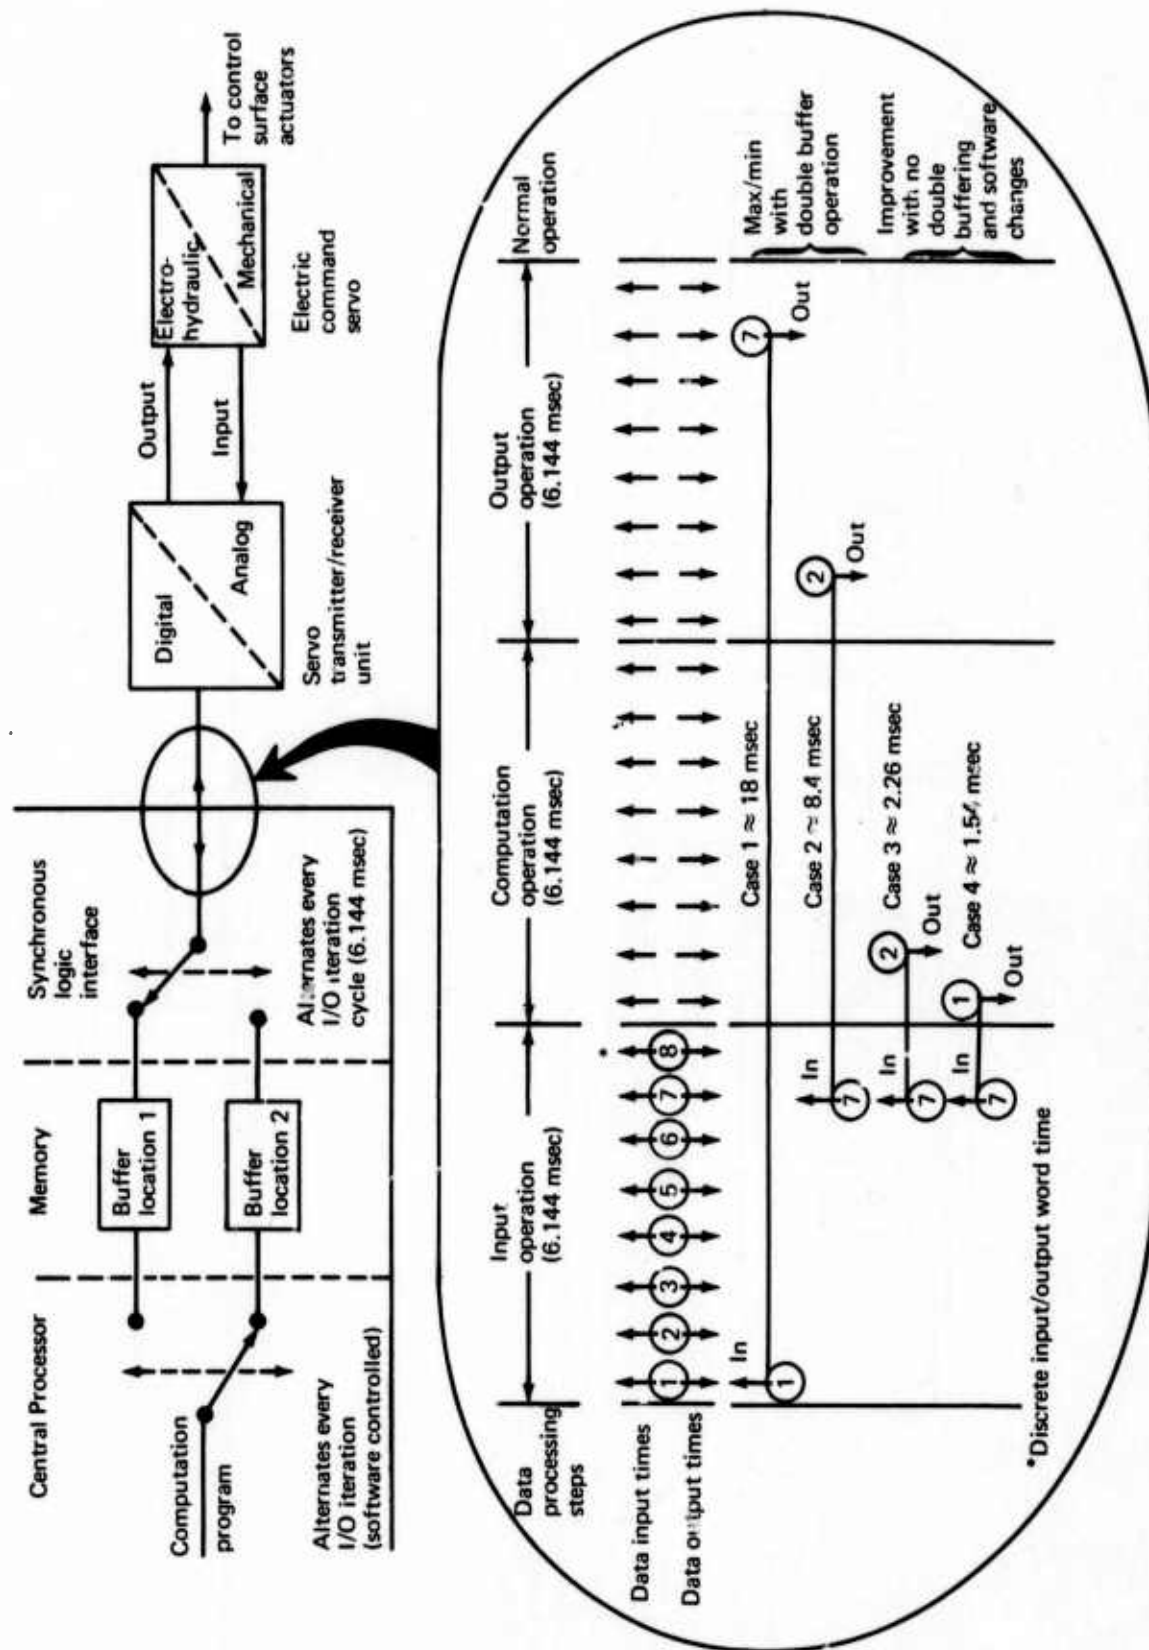 Central Processor
Memory
Synchronous
logic
interface
Computation
program
Buffer
location 1
Buffer
location 2
Alternates every
I/O iteration
(software controlled)
Alternates every
I/O iteration
cycle (6.144 msec)
Digital
Analog
Servo
transmitter/receiver
unit
Output
Input
Electro-
hydraulic
Mechanical
Electric
command
servo
To control
surface
actuators
Data
processing
steps
Input
operation
(6.144 msec)
Computation
operation
(6.144 msec)
Output
operation
(6.144 msec)
Normal
operation
Data input times
Data output times
1 2 3 4 5 6 7 8
*
In
1
Case 1 ≈ 18 msec
7
Out
Max/min
with
double buffer
operation
In
7
Case 2 ≈ 8.4 msec
2
Out
In
7
Case 3 ≈ 2.26 msec
2
Out
Improvement
with no
double
buffering
and software
changes
In
7
Case 4 ≈ 1.54 msec
1
Out
*Discrete input/output word time